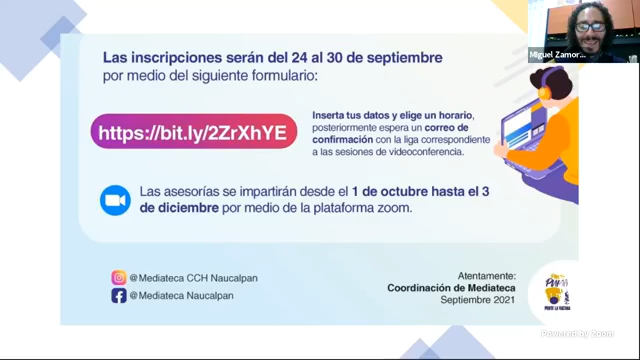 Las inscripciones serán del 24 al 30 de septiembre
por medio del siguiente formulario:
https://bit.ly/2ZrXhYE
Inserta tus datos y elige un horario,
posteriormente espera un correo de
confirmación con la liga correspondiente
a las sesiones de videoconferencia.
Las asesorías se impartirán desde el 1 de octubre hasta el 3
de diciembre por medio de la plataforma zoom.
@Mediateca CCH Naucalpan
@Mediateca Naucalpan
Atentamente:
Coordinación de Mediateca
Septiembre 2021
Miguel Zamor...
Powered by Zoom